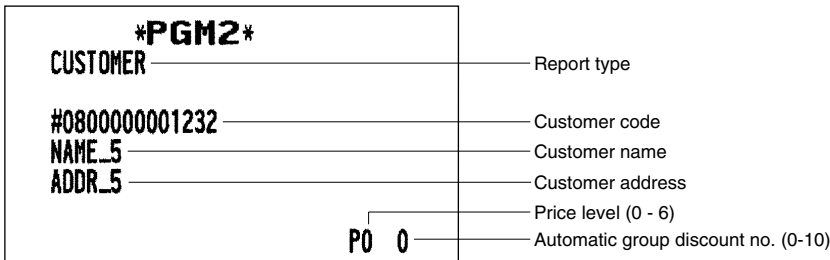 *PGM2*
CUSTOMER
Report type
#0800000001232
Customer code
NAME_5
Customer name
ADDR_5
Customer address
Price level (0 - 6)
P0 0
Automatic group discount no. (0-10)